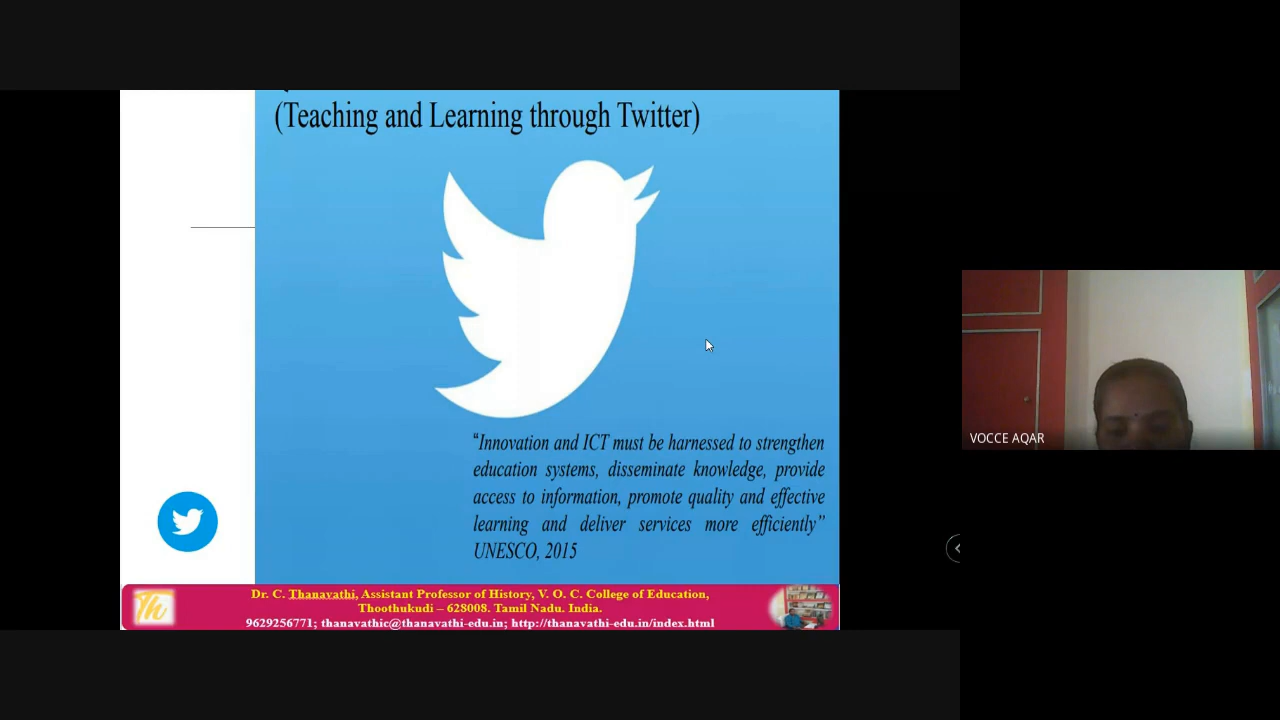 (Teaching and Learning through Twitter)
“Innovation and ICT must be harnessed to strengthen
education systems, disseminate knowledge, provide
access to information, promote quality and effective
learning and deliver services more efficiently”
UNESCO, 2015
Th
Dr. C. Thanavathi, Assistant Professor of History, V. O. C. College of Education,
Thoothukudi – 628008. Tamil Nadu. India.
9629256771; thanavathic@thanavathi-edu.in; http://thanavathi-edu.in/index.html
VOCCE AQAR